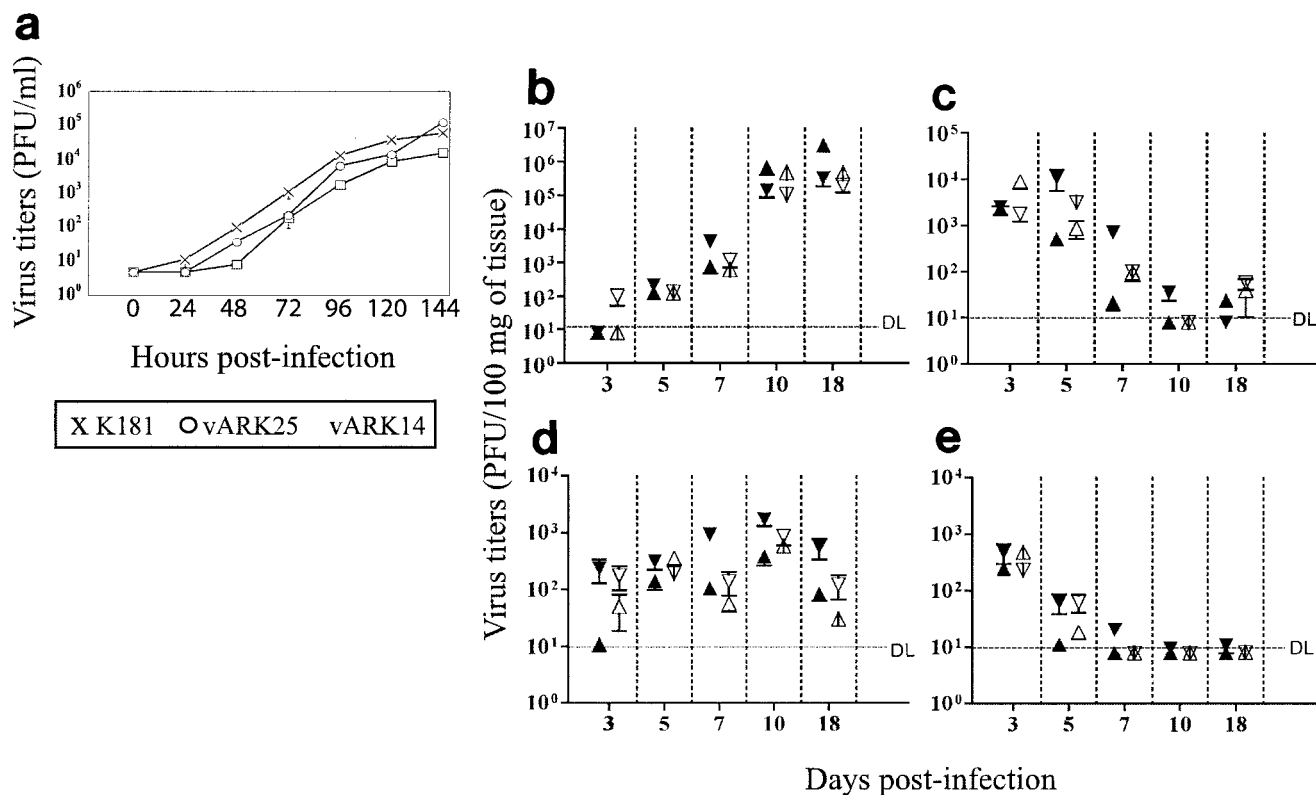 a
Virus titers (PFU/ml)
10^6
10^5
10^4
10^3
10^2
10^1
10^0
0 24 48 72 96 120 144
Hours post-infection
X K181 O vARK25 vARK14
Virus titers (PFU/100 mg of tissue)
b
10^7
10^6
10^5
10^4
10^3
10^2
10^1
10^0
DL
3 5 7 10 18
c
10^5
10^4
10^3
10^2
10^1
10^0
DL
3 5 7 10 18
d
10^4
10^3
10^2
10^1
10^0
DL
3 5 7 10 18
e
10^4
10^3
10^2
10^1
10^0
DL
3 5 7 10 18
Days post-infection